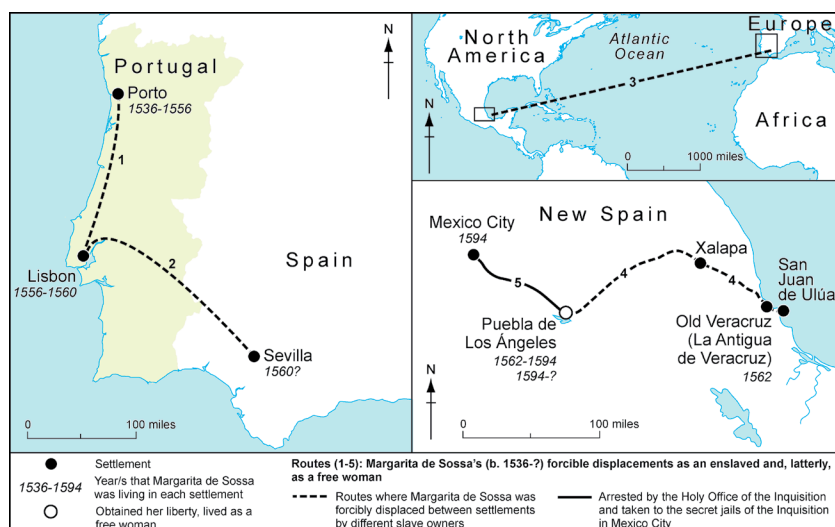 N
Portugal
Porto
1536-1556
1
Lisbon
1556-1560
2
Spain
Sevilla
1560?
0 100 miles
North
America
Atlantic
Ocean
Europe
3
N
Africa
0 1000 miles
New Spain
Mexico City
1594
5
4
Xalapa
4
San
Juan
de Ulúa
Puebla de
Los Ángeles
1562-1594
1594-?
Old Veracruz
(La Antigua
de Veracruz)
1562
N
0 100 miles
Settlement
1536-1594 Year/s that Margarita de Sossa
was living in each settlement
Obtained her liberty, lived as a
free woman
Routes (1-5): Margarita de Sossa's (b. 1536-?) forcible displacements as an enslaved and, latterly,
as a free woman
Routes where Margarita de Sossa was
forcibly displaced between settlements
by different slave owners
Arrested by the Holy Office of the Inquisition
and taken to the secret jails of the Inquisition
in Mexico City